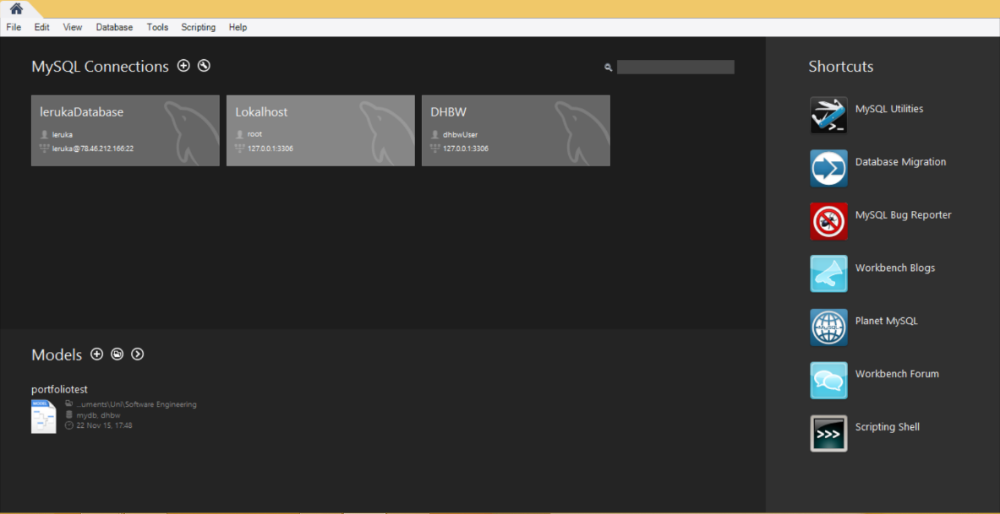 File Edit View Database Tools Scripting Help
MySQL Connections
lerukaDatabase
leruka
leruka@78.46.212.166:22
Lokalhost
root
127.0.0.1:3306
DHBW
dhbwUser
127.0.0.1:3306
Models
portfoliotest
MODEL
..uments\Uni\Software Engineering
mydb, dhbw
22 Nov 15, 17:48
Shortcuts
MySQL Utilities
Database Migration
MySQL Bug Reporter
Workbench Blogs
MySQL
Planet MySQL
Workbench Forum
>>>
Scripting Shell